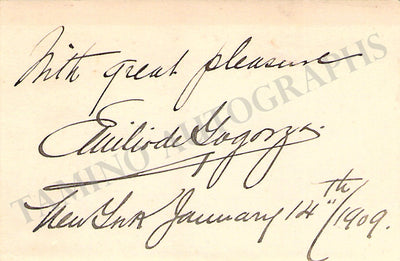 With great pleasure
Emilio de Gogorza.
New York January 14th/1909.
TAMINO AUTOGRAPHS